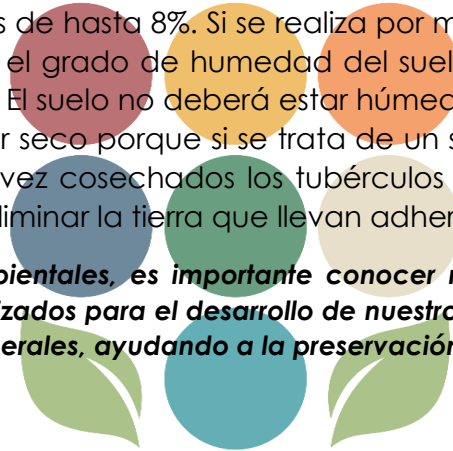 s de hasta 8%. Si se realiza por m
el grado de humedad del suel
El suelo no deberá estar húmed
r seco porque si se trata de un s
vez cosechados los tubérculos
liminar la tierra que llevan adher
bientales, es importante conocer
izados para el desarrollo de nuestro
erales, ayudando a la preservación